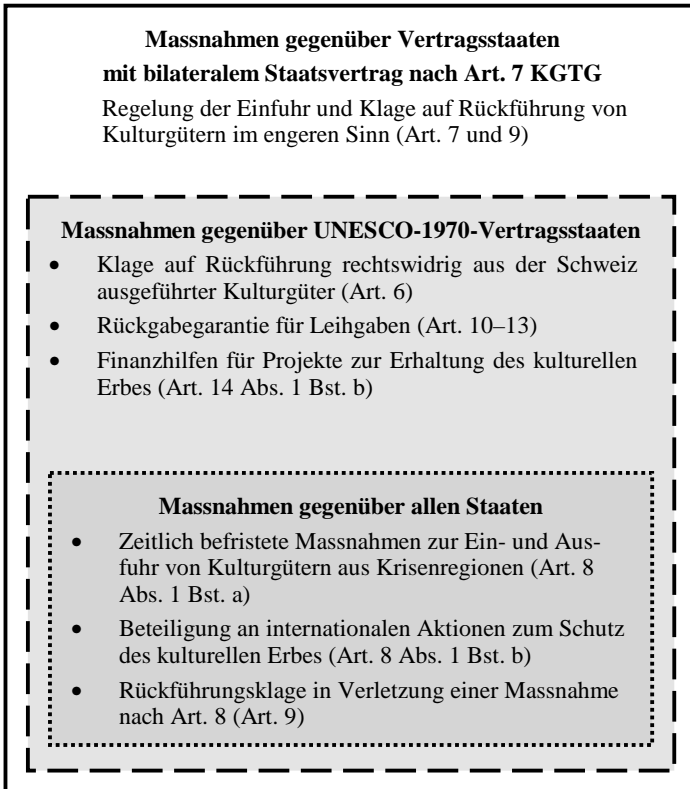 Massnahmen gegenüber Vertragsstaaten
mit bilateralem Staatsvertrag nach Art. 7 KGTG
Regelung der Einfuhr und Klage auf Rückführung von
Kulturgütern im engeren Sinn (Art. 7 und 9)
Massnahmen gegenüber UNESCO-1970-Vertragsstaaten
• Klage auf Rückführung rechtswidrig aus der Schweiz
ausgeführter Kulturgüter (Art. 6)
• Rückgabegarantie für Leihgaben (Art. 10–13)
• Finanzhilfen für Projekte zur Erhaltung des kulturellen
Erbes (Art. 14 Abs. 1 Bst. b)
Massnahmen gegenüber allen Staaten
• Zeitlich befristete Massnahmen zur Ein- und Aus-
fuhr von Kulturgütern aus Krisenregionen (Art. 8
Abs. 1 Bst. a)
• Beteiligung an internationalen Aktionen zum Schutz
des kulturellen Erbes (Art. 8 Abs. 1 Bst. b)
• Rückführungsklage in Verletzung einer Massnahme
nach Art. 8 (Art. 9)